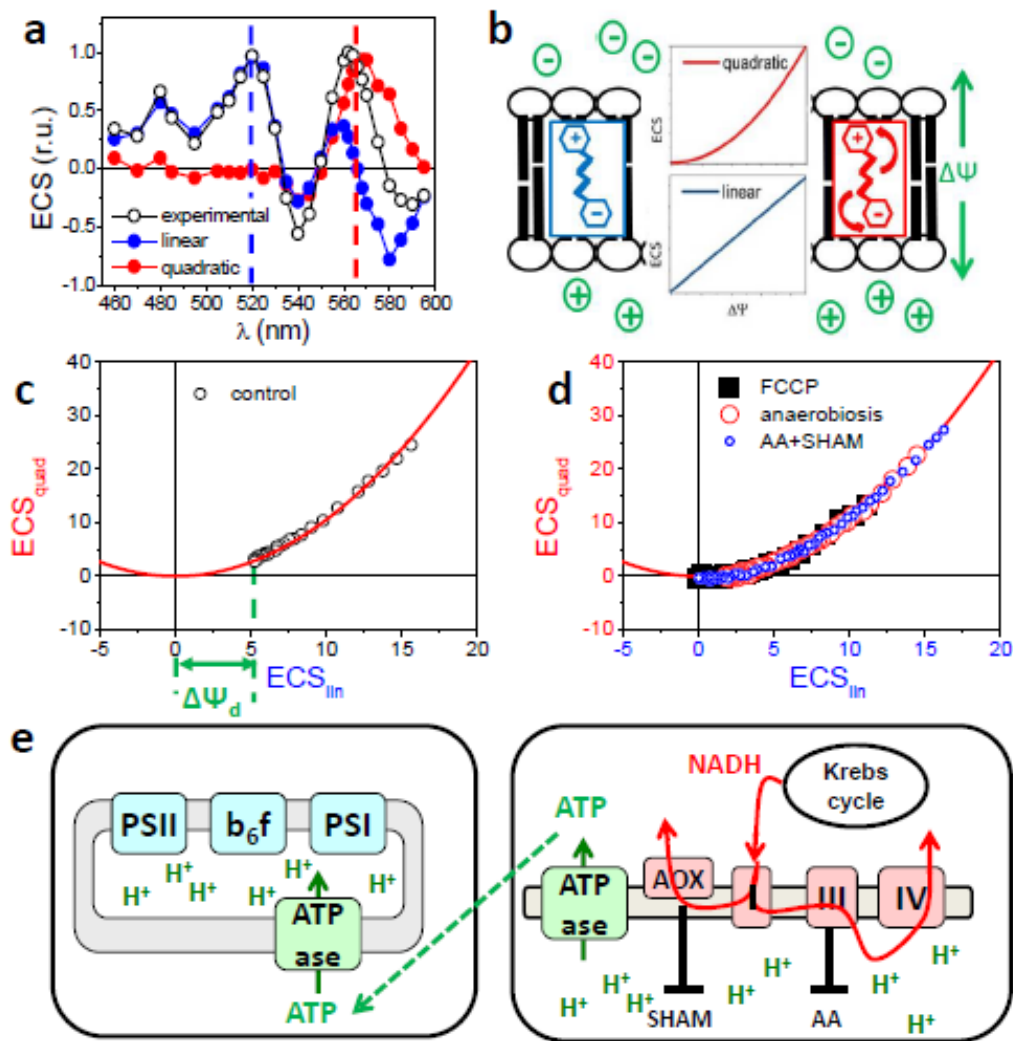 a
ECS (r.u.)
1.0
0.5
0.0
-0.5
-1.0
experimental
linear
quadratic
460 480 500 520 540 560 580 600
λ (nm)
b
quadratic
ECS
linear
ECS
ΔΨ
+
−
+
−
ΔΨ
− − − − − −
+ + + + + +
c
control
ECSquad
40
30
20
10
0
-10
-5 0 5 10 15 20
ECSlin
ΔΨd
d
FCCP
anaerobiosis
AA+SHAM
ECSquad
40
30
20
10
0
-10
-5 0 5 10 15 20
ECSlin
e
PSII b6f PSI
H+ H+ H+ H+ H+ H+
ATP
ase
ATP
NADH
Krebs
cycle
ATP
ATP
ase
AOX
I
III
IV
H+ H+ H+ H+ H+ H+ H+ H+ H+
SHAM
AA